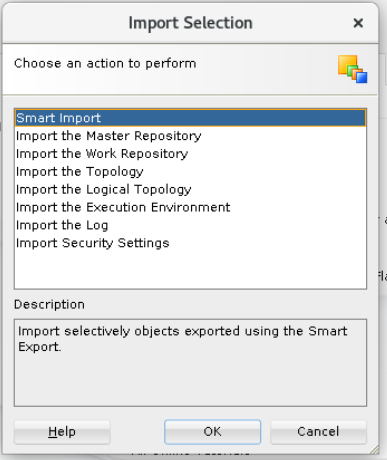 Import Selection
Choose an action to perform
Smart Import
Import the Master Repository
Import the Work Repository
Import the Topology
Import the Logical Topology
Import the Execution Environment
Import the Log
Import Security Settings
Description
Import selectively objects exported using the Smart
Export.
Help
OK
Cancel